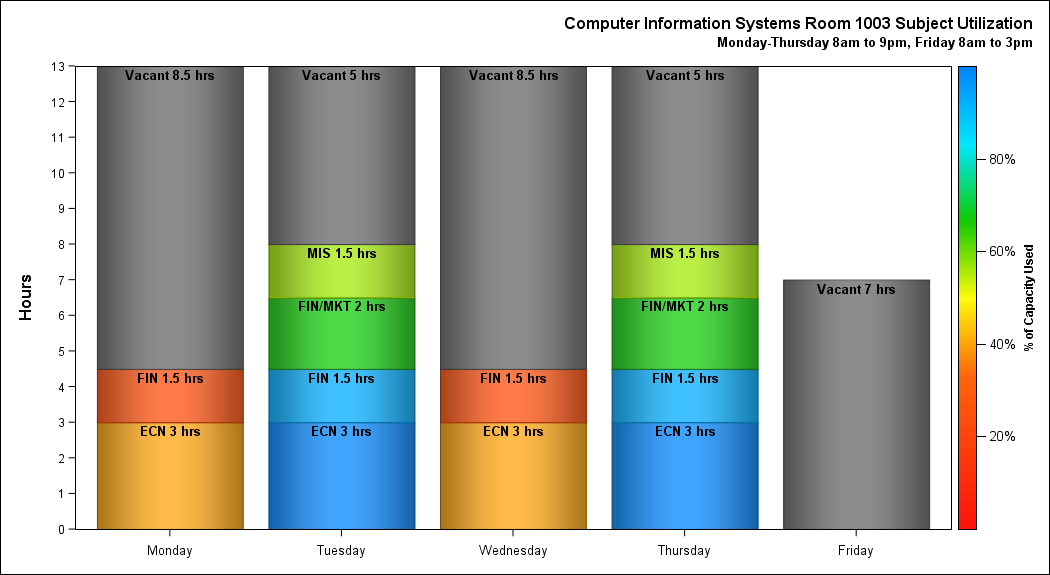 Computer Information Systems Room 1003 Subject Utilization
Monday-Thursday 8am to 9pm, Friday 8am to 3pm
Hours
13
12
11
10
9
8
7
6
5
4
3
2
1
0
Vacant 8.5 hrs
FIN 1.5 hrs
ECN 3 hrs
Vacant 5 hrs
MIS 1.5 hrs
FIN/MKT 2 hrs
FIN 1.5 hrs
ECN 3 hrs
Vacant 8.5 hrs
FIN 1.5 hrs
ECN 3 hrs
Vacant 5 hrs
MIS 1.5 hrs
FIN/MKT 2 hrs
FIN 1.5 hrs
ECN 3 hrs
Vacant 7 hrs
Monday
Tuesday
Wednesday
Thursday
Friday
80%
60%
40%
20%
% of Capacity Used